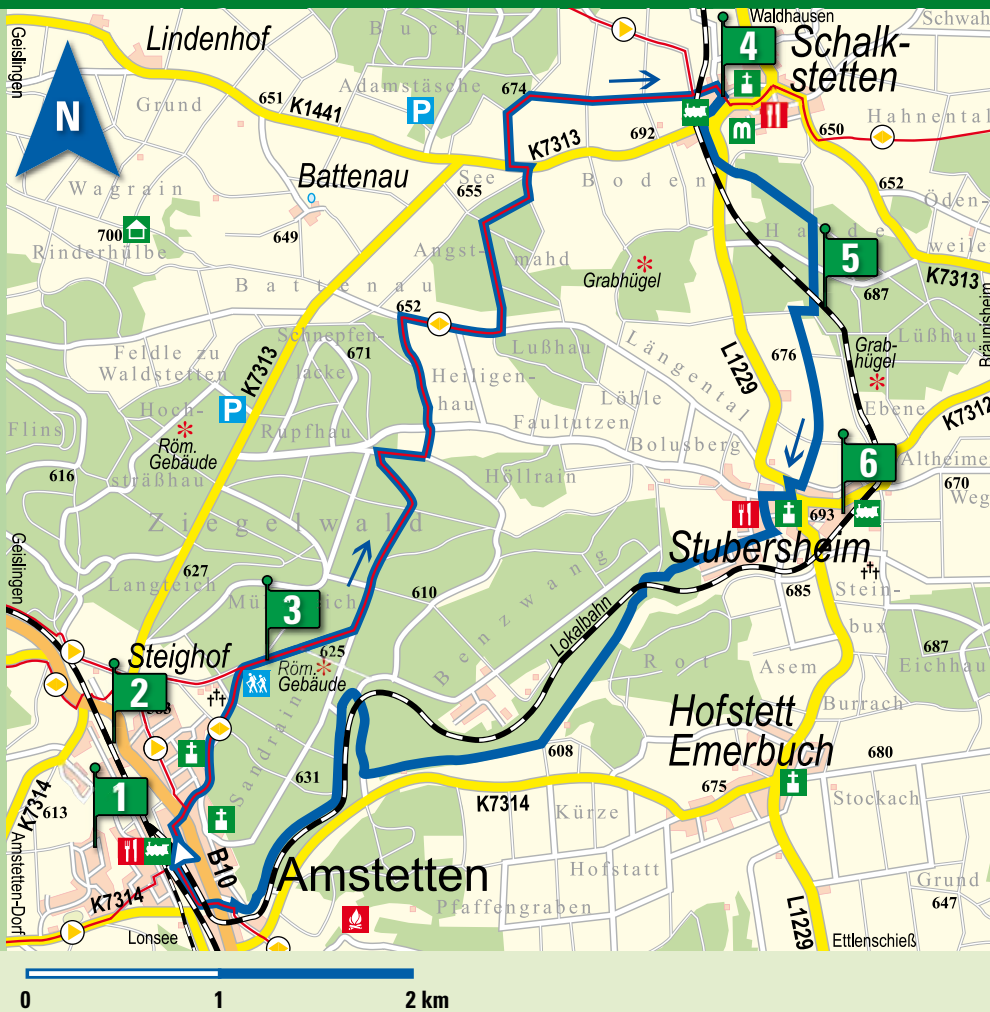 Geislingen
N
Lindenhof
Buch
Waldhausen
Schwah
4
Schalk-
stetten
Adamstäsche
P
674
651
K1441
Grund
692
m
650
Hahnental
K7313
Battenau
See
655
Boden
652
Öden-
weiler
Wagrain
700
Rinderhülbe
649
Angst-
mahd
Grabhügel
Halde
5
687
K7313
Bräunisheim
Battenau
652
Schnepfen-
lacke
671
Lußhau
Längental
L1229
676
Lüßhau
Grab-
hügel
Feldle zu
Waldstetten
K7313
Heiligen-
hau
Löhle
Ebene
K7312
Hoch-
sträßhau
P
Röm.
Gebäude
Rupfhau
Faultutzen
Bolusberg
6
Altheimer
Weg
670
Flins
616
Höllrain
693
Ziegelwald
Stubersheim
Geislingen
627
Langteich
3
610
Benzwang
Lokalbahn
685
Stein-
bux
Steighof
625
Röm.
Gebäude
Rot
Asem
687
Eichhau
2
Sandrain
Hofstett
Emerbuch
Burrach
608
680
631
675
1
K7314
613
K7314
Kürze
Stockach
Amstetten-Dorf
B10
Amstetten
Hofstatt
Grund
647
K7314
Pfaffengraben
Lonsee
L1229
Ettlenschieß
0
1
2 km